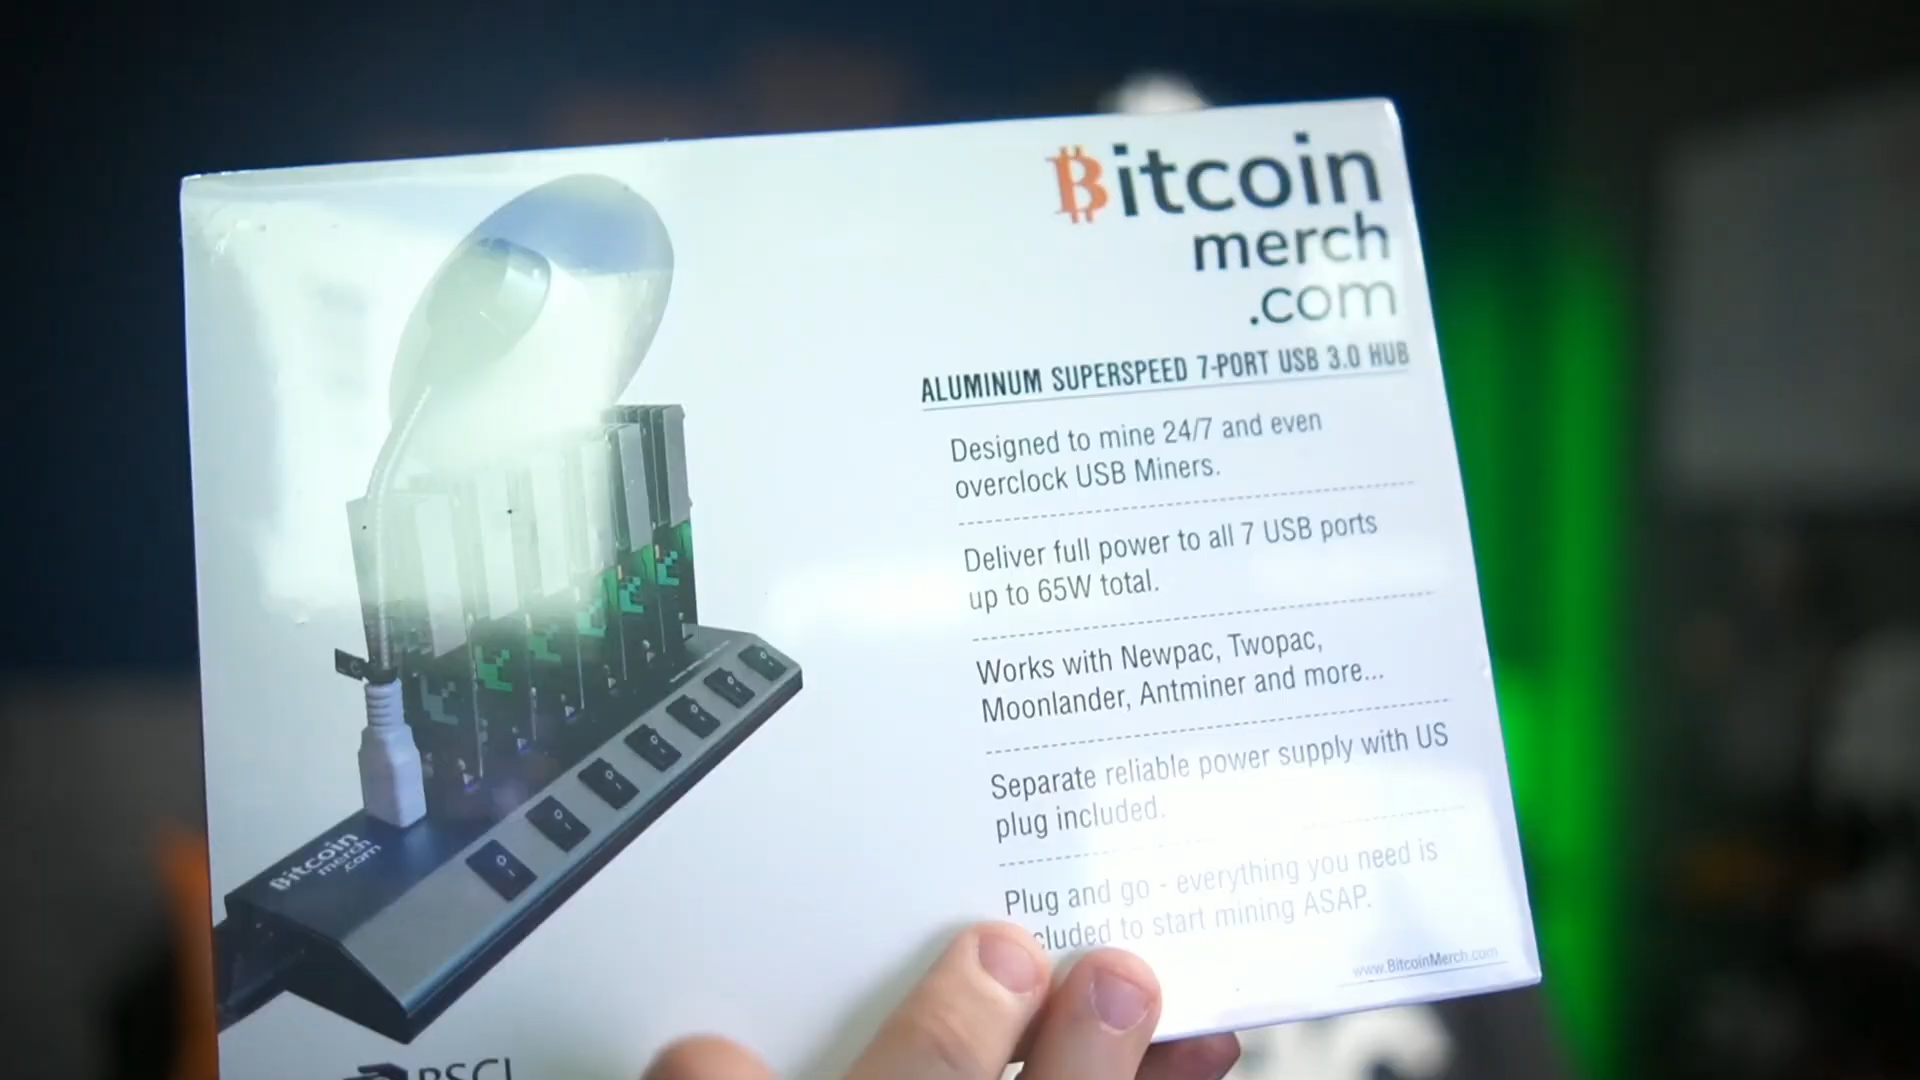 Bitcoin
merch
.com
ALUMINUM SUPERSPEED 7-PORT USB 3.0 HUB
Designed to mine 24/7 and even
overclock USB Miners.
Deliver full power to all 7 USB ports
up to 65W total.
Works with Newpac, Twopac,
Moonlander, Antminer and more...
Separate reliable power supply with US
plug included.
Plug and go - everything you need is
cluded to start mining ASAP.
www.BitcoinMerch.com
Bitcoin
merch
.com
BSCI